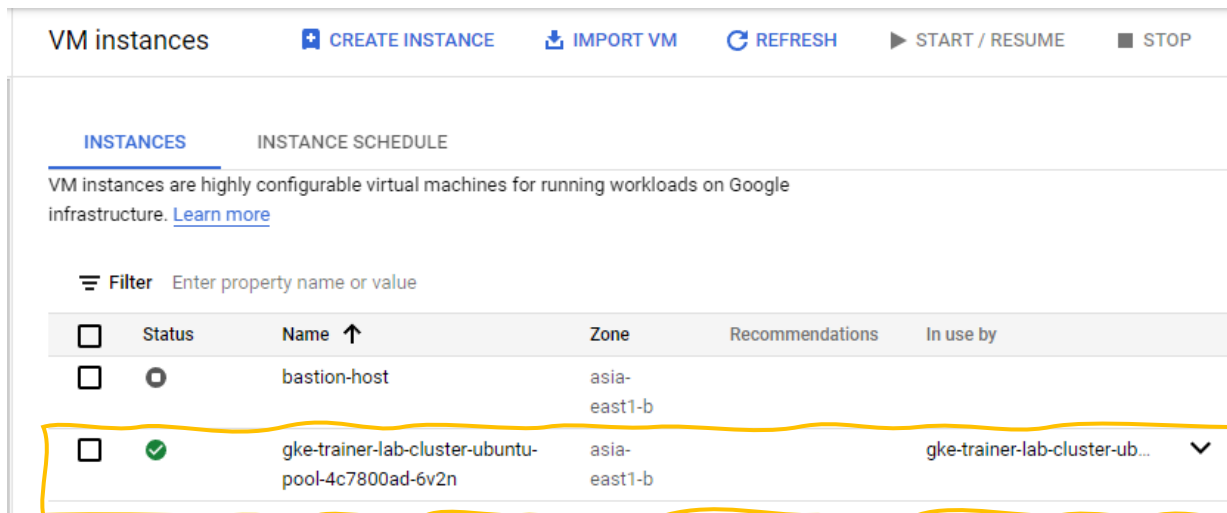 VM instances CREATE INSTANCE IMPORT VM REFRESH START / RESUME STOP
INSTANCES INSTANCE SCHEDULE
VM instances are highly configurable virtual machines for running workloads on Google
infrastructure. Learn more
Filter Enter property name or value
Status Name Zone Recommendations In use by
bastion-host asia-
east1-b
gke-trainer-lab-cluster-ubuntu- asia- gke-trainer-lab-cluster-ub...
pool-4c7800ad-6v2n east1-b